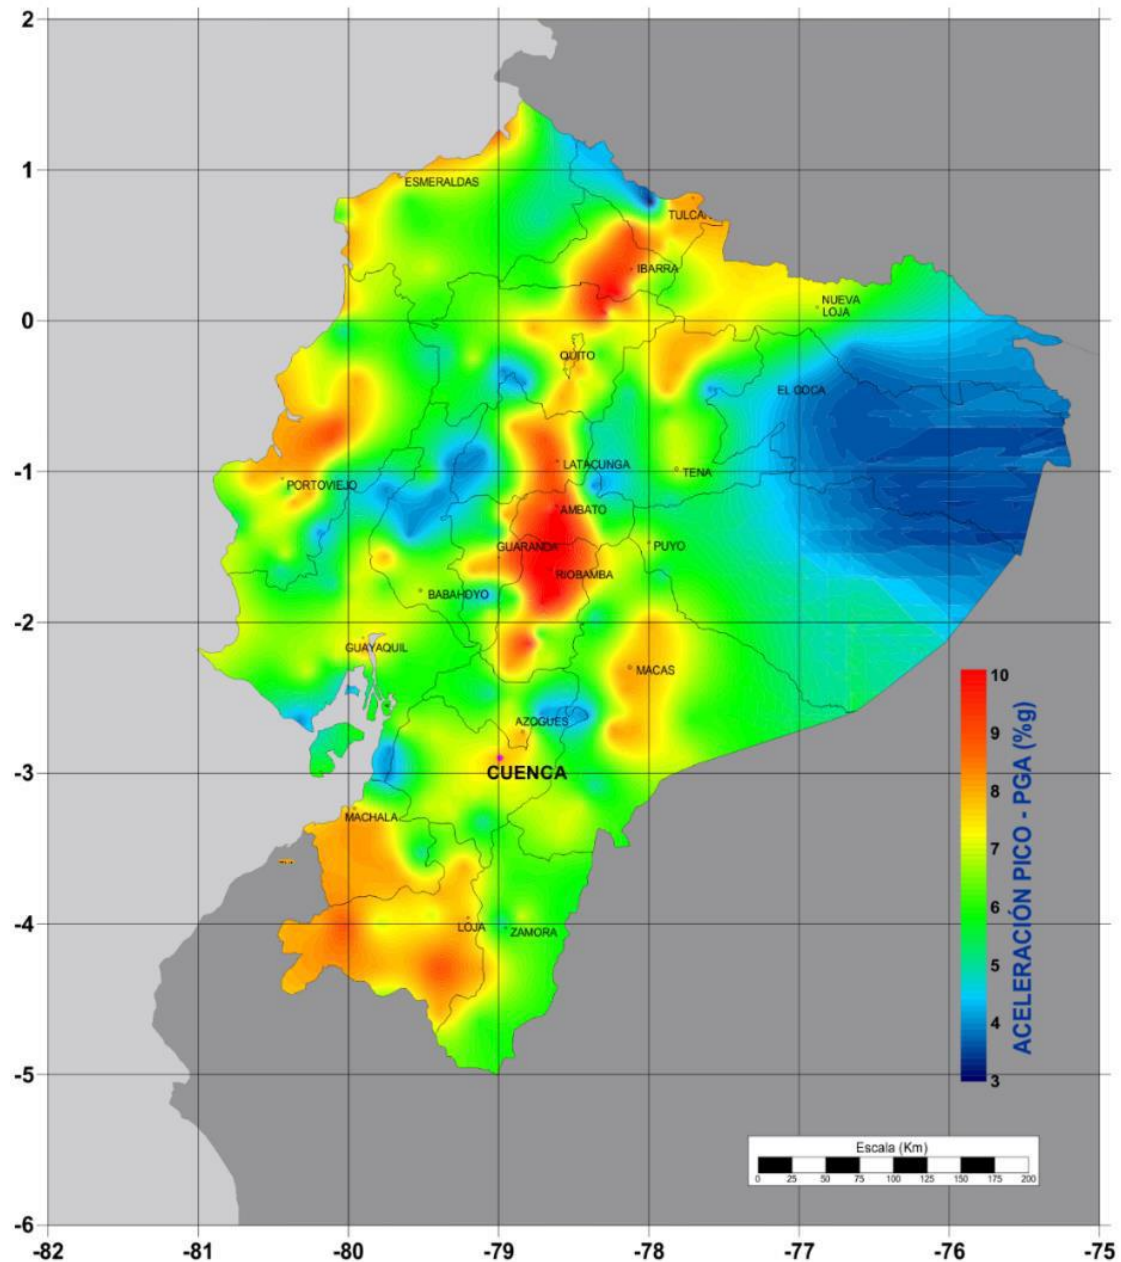 2
1
0
-1
-2
-3
-4
-5
-6
ESMERALDAS
TULCA
IBARRA
NUEVA
LOJA
QUITO
EL COCA
LATACUNGA
TENA
PORTOVIEJO
AMBATO
GUARANDA
PUYO
RIOBAMBA
BABAHOYO
GUAYAQUIL
MACAS
AZOGUES
CUENCA
MACHALA
LOJA
ZAMORA
10
9
8
7
6
5
4
3
ACELERACIÓN PICO - PGA (%g)
Escala (Km)
0 25 50 75 100 125 150 175 200
-82 -81 -80 -79 -78 -77 -76 -75